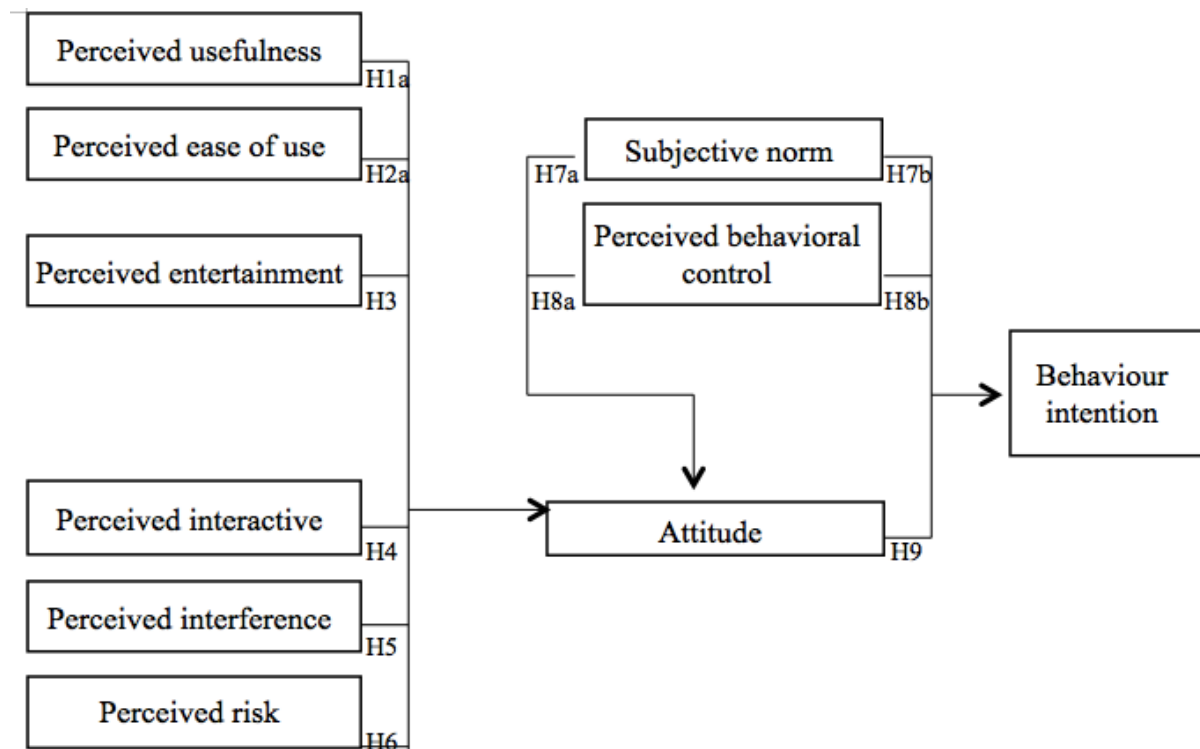 Perceived usefulness
H1a
Perceived ease of use
H2a
Perceived entertainment
H3
Perceived interactive
H4
Perceived interference
H5
Perceived risk
H6
Subjective norm
H7a
H7b
Perceived behavioral
control
H8a
H8b
Attitude
H9
Behaviour
intention